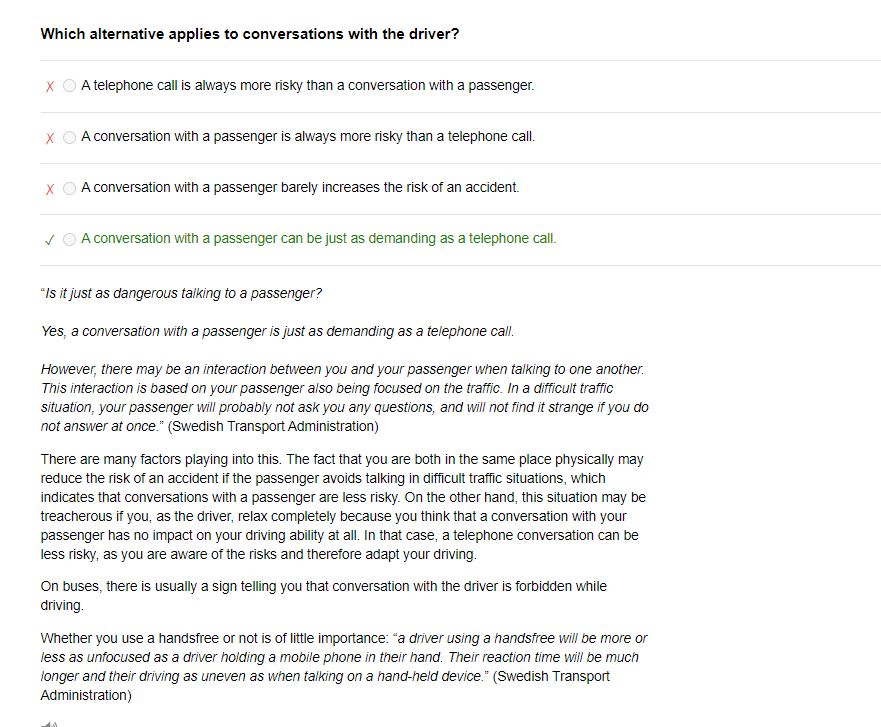 Which alternative applies to conversations with the driver?
A telephone call is always more risky than a conversation with a passenger.
A conversation with a passenger is always more risky than a telephone call.
A conversation with a passenger barely increases the risk of an accident.
A conversation with a passenger can be just as demanding as a telephone call.
“Is it just as dangerous talking to a passenger?
Yes, a conversation with a passenger is just as demanding as a telephone call.
However, there may be an interaction between you and your passenger when talking to one another.
This interaction is based on your passenger also being focused on the traffic. In a difficult traffic
situation, your passenger will probably not ask you any questions, and will not find it strange if you do
not answer at once.” (Swedish Transport Administration)
There are many factors playing into this. The fact that you are both in the same place physically may
reduce the risk of an accident if the passenger avoids talking in difficult traffic situations, which
indicates that conversations with a passenger are less risky. On the other hand, this situation may be
treacherous if you, as the driver, relax completely because you think that a conversation with your
passenger has no impact on your driving ability at all. In that case, a telephone conversation can be
less risky, as you are aware of the risks and therefore adapt your driving.
On buses, there is usually a sign telling you that conversation with the driver is forbidden while
driving.
Whether you use a handsfree or not is of little importance: “a driver using a handsfree will be more or
less as unfocused as a driver holding a mobile phone in their hand. Their reaction time will be much
longer and their driving as uneven as when talking on a hand-held device.” (Swedish Transport
Administration)